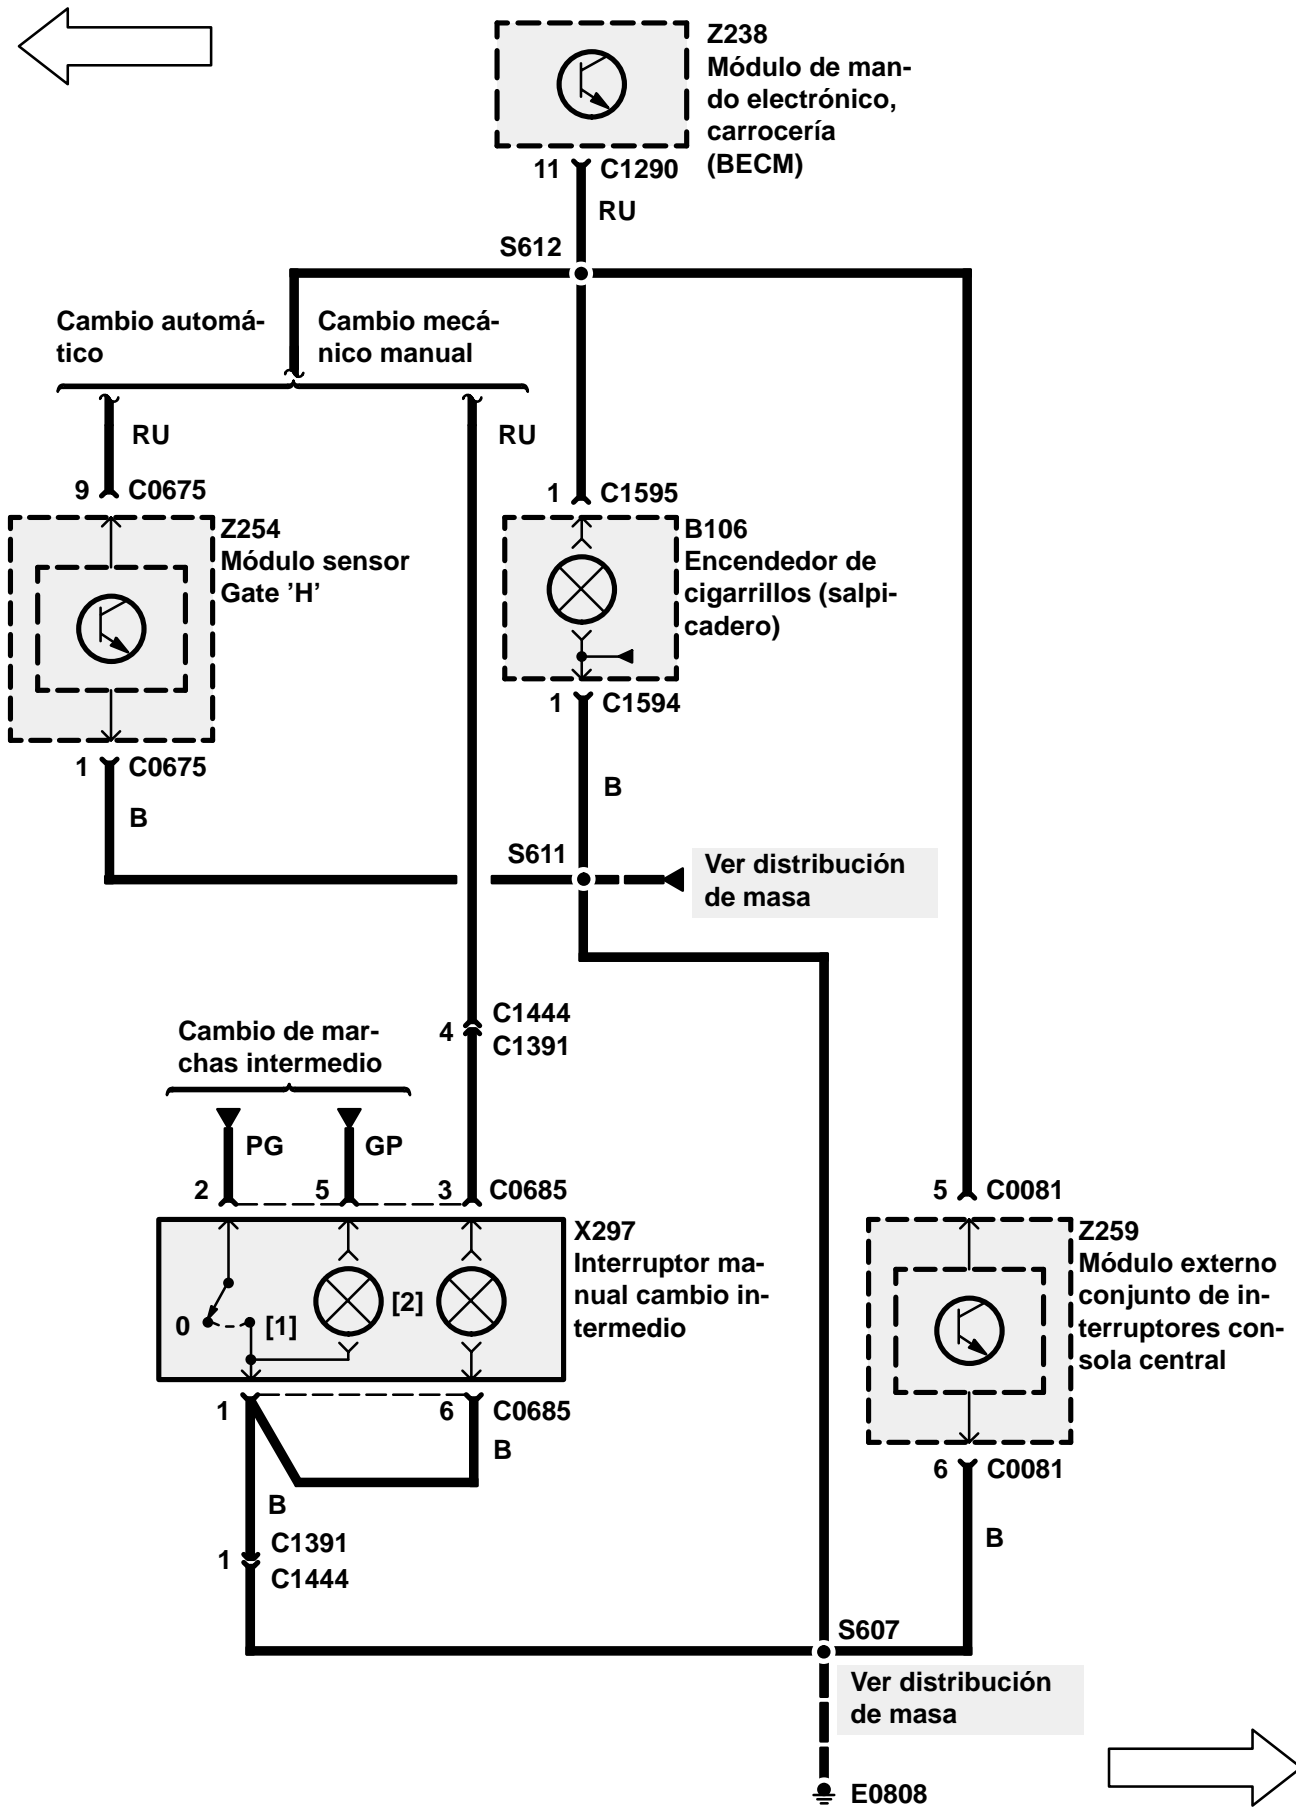 Z238
Módulo de man-
do electrónico,
carrocería
(BECM)
11 C1290
RU
S612
Cambio automá-
tico
Cambio mecá-
nico manual
RU
RU
9 C0675
1 C1595
Z254
Módulo sensor
Gate ’H’
B106
Encendedor de
cigarrillos (salpi-
cadero)
1 C1594
1 C0675
B
B
S611
Ver distribución
de masa
4
C1444
C1391
Cambio de mar-
chas intermedio
PG
GP
2 5 3 C0685
5 C0081
X297
Interruptor ma-
nual cambio in-
termedio
0 [1] [2]
Z259
Módulo externo
conjunto de in-
terruptores con-
sola central
1 6 C0685
B
B
6 C0081
B
1
C1391
C1444
S607
Ver distribución
de masa
E0808